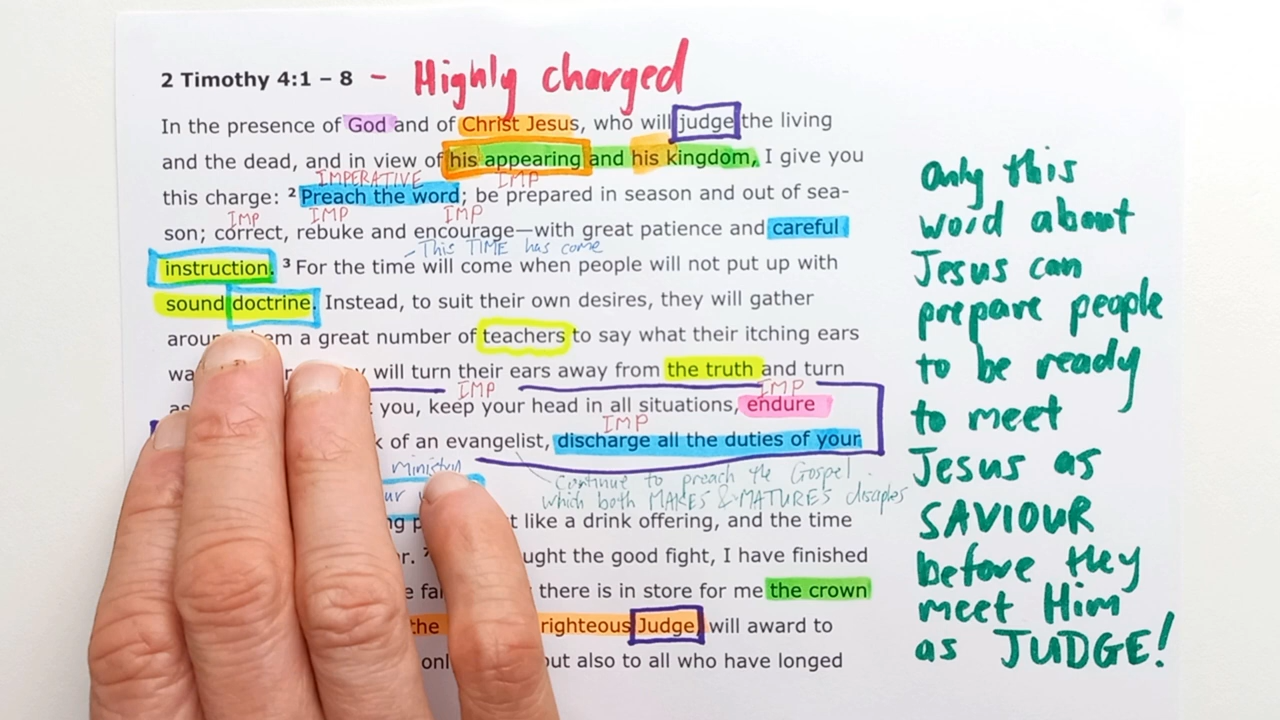 2 Timothy 4:1 – 8 - Highly charged
In the presence of God and of Christ Jesus, who will judge the living
and the dead, and in view of his appearing and his kingdom, I give you
IMPERATIVE IMP
this charge: 2 Preach the word; be prepared in season and out of sea-
IMP IMP IMP
son; correct, rebuke and encourage—with great patience and careful
- This TIME has come
instruction. 3 For the time will come when people will not put up with
sound doctrine. Instead, to suit their own desires, they will gather
a great number of teachers to say what their itching ears
will turn their ears away from the truth and turn
IMP IMP
you, keep your head in all situations, endure
IMP
of an evangelist, discharge all the duties of your
ministry
Continue to preach the Gospel.
which both MAKES & MATURES disciples
like a drink offering, and the time
the good fight, I have finished
there is in store for me the crown
the righteous Judge, will award to
but also to all who have longed
Only this
word about
Jesus can
prepare people
to be ready
to meet
Jesus as
SAVIOUR
before they
meet Him
as JUDGE!